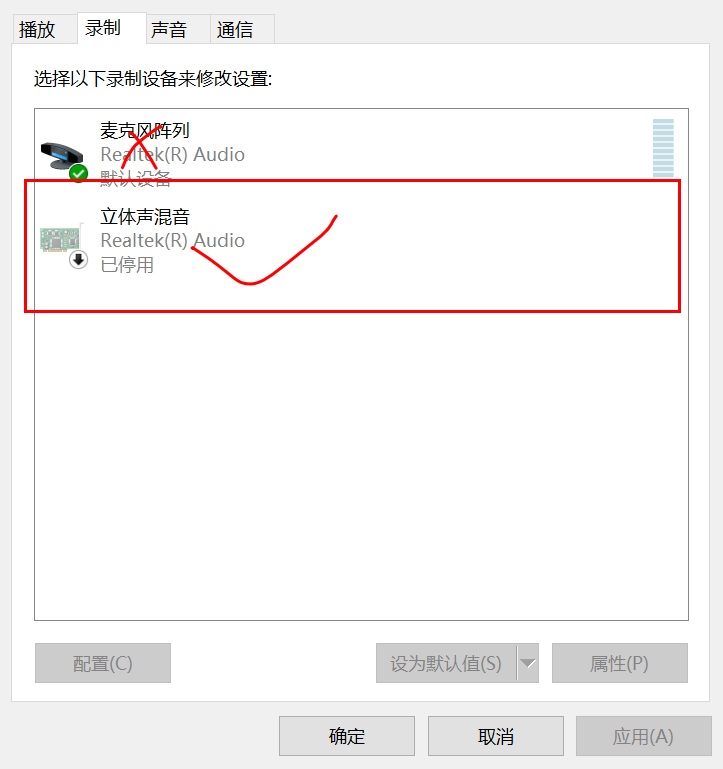 播放 录制 声音 通信
选择以下录制设备来修改设置:
麦克风阵列
Realtek(R) Audio
默认设备
立体声混音
Realtek(R) Audio
已停用
配置(C) 设为默认值(S) 属性(P)
确定 取消 应用(A)